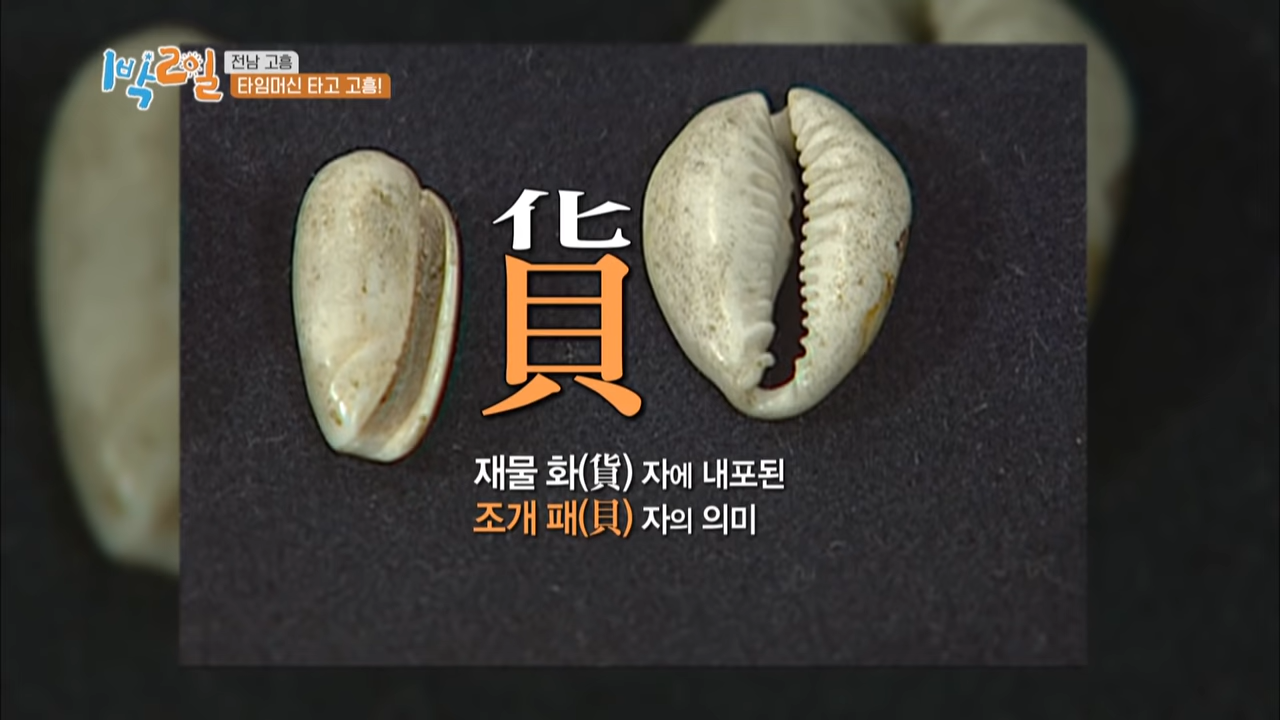 1박2일
전남 고흥
타임머신 타고 고흥!
貨
재물 화(貨) 자에 내포된
조개 패(貝) 자의 의미